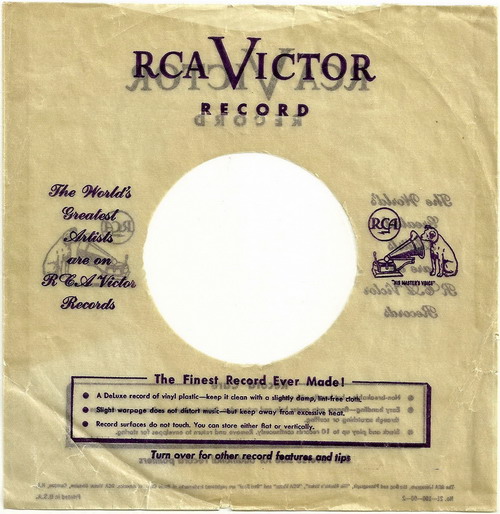 RCA VICTOR
RECORD
The World's
Greatest
Artists
are on
RCA Victor
Records
RCA
"HIS MASTER'S VOICE"
The Finest Record Ever Made!
• A DeLuxe record of vinyl plastic—keep it clean with a slightly damp, lint-free cloth.
• Slight warpage does not distort music—but keep away from excessive heat.
• Record surfaces do not touch. You can store either flat or vertically.
Turn over for other record features and tips